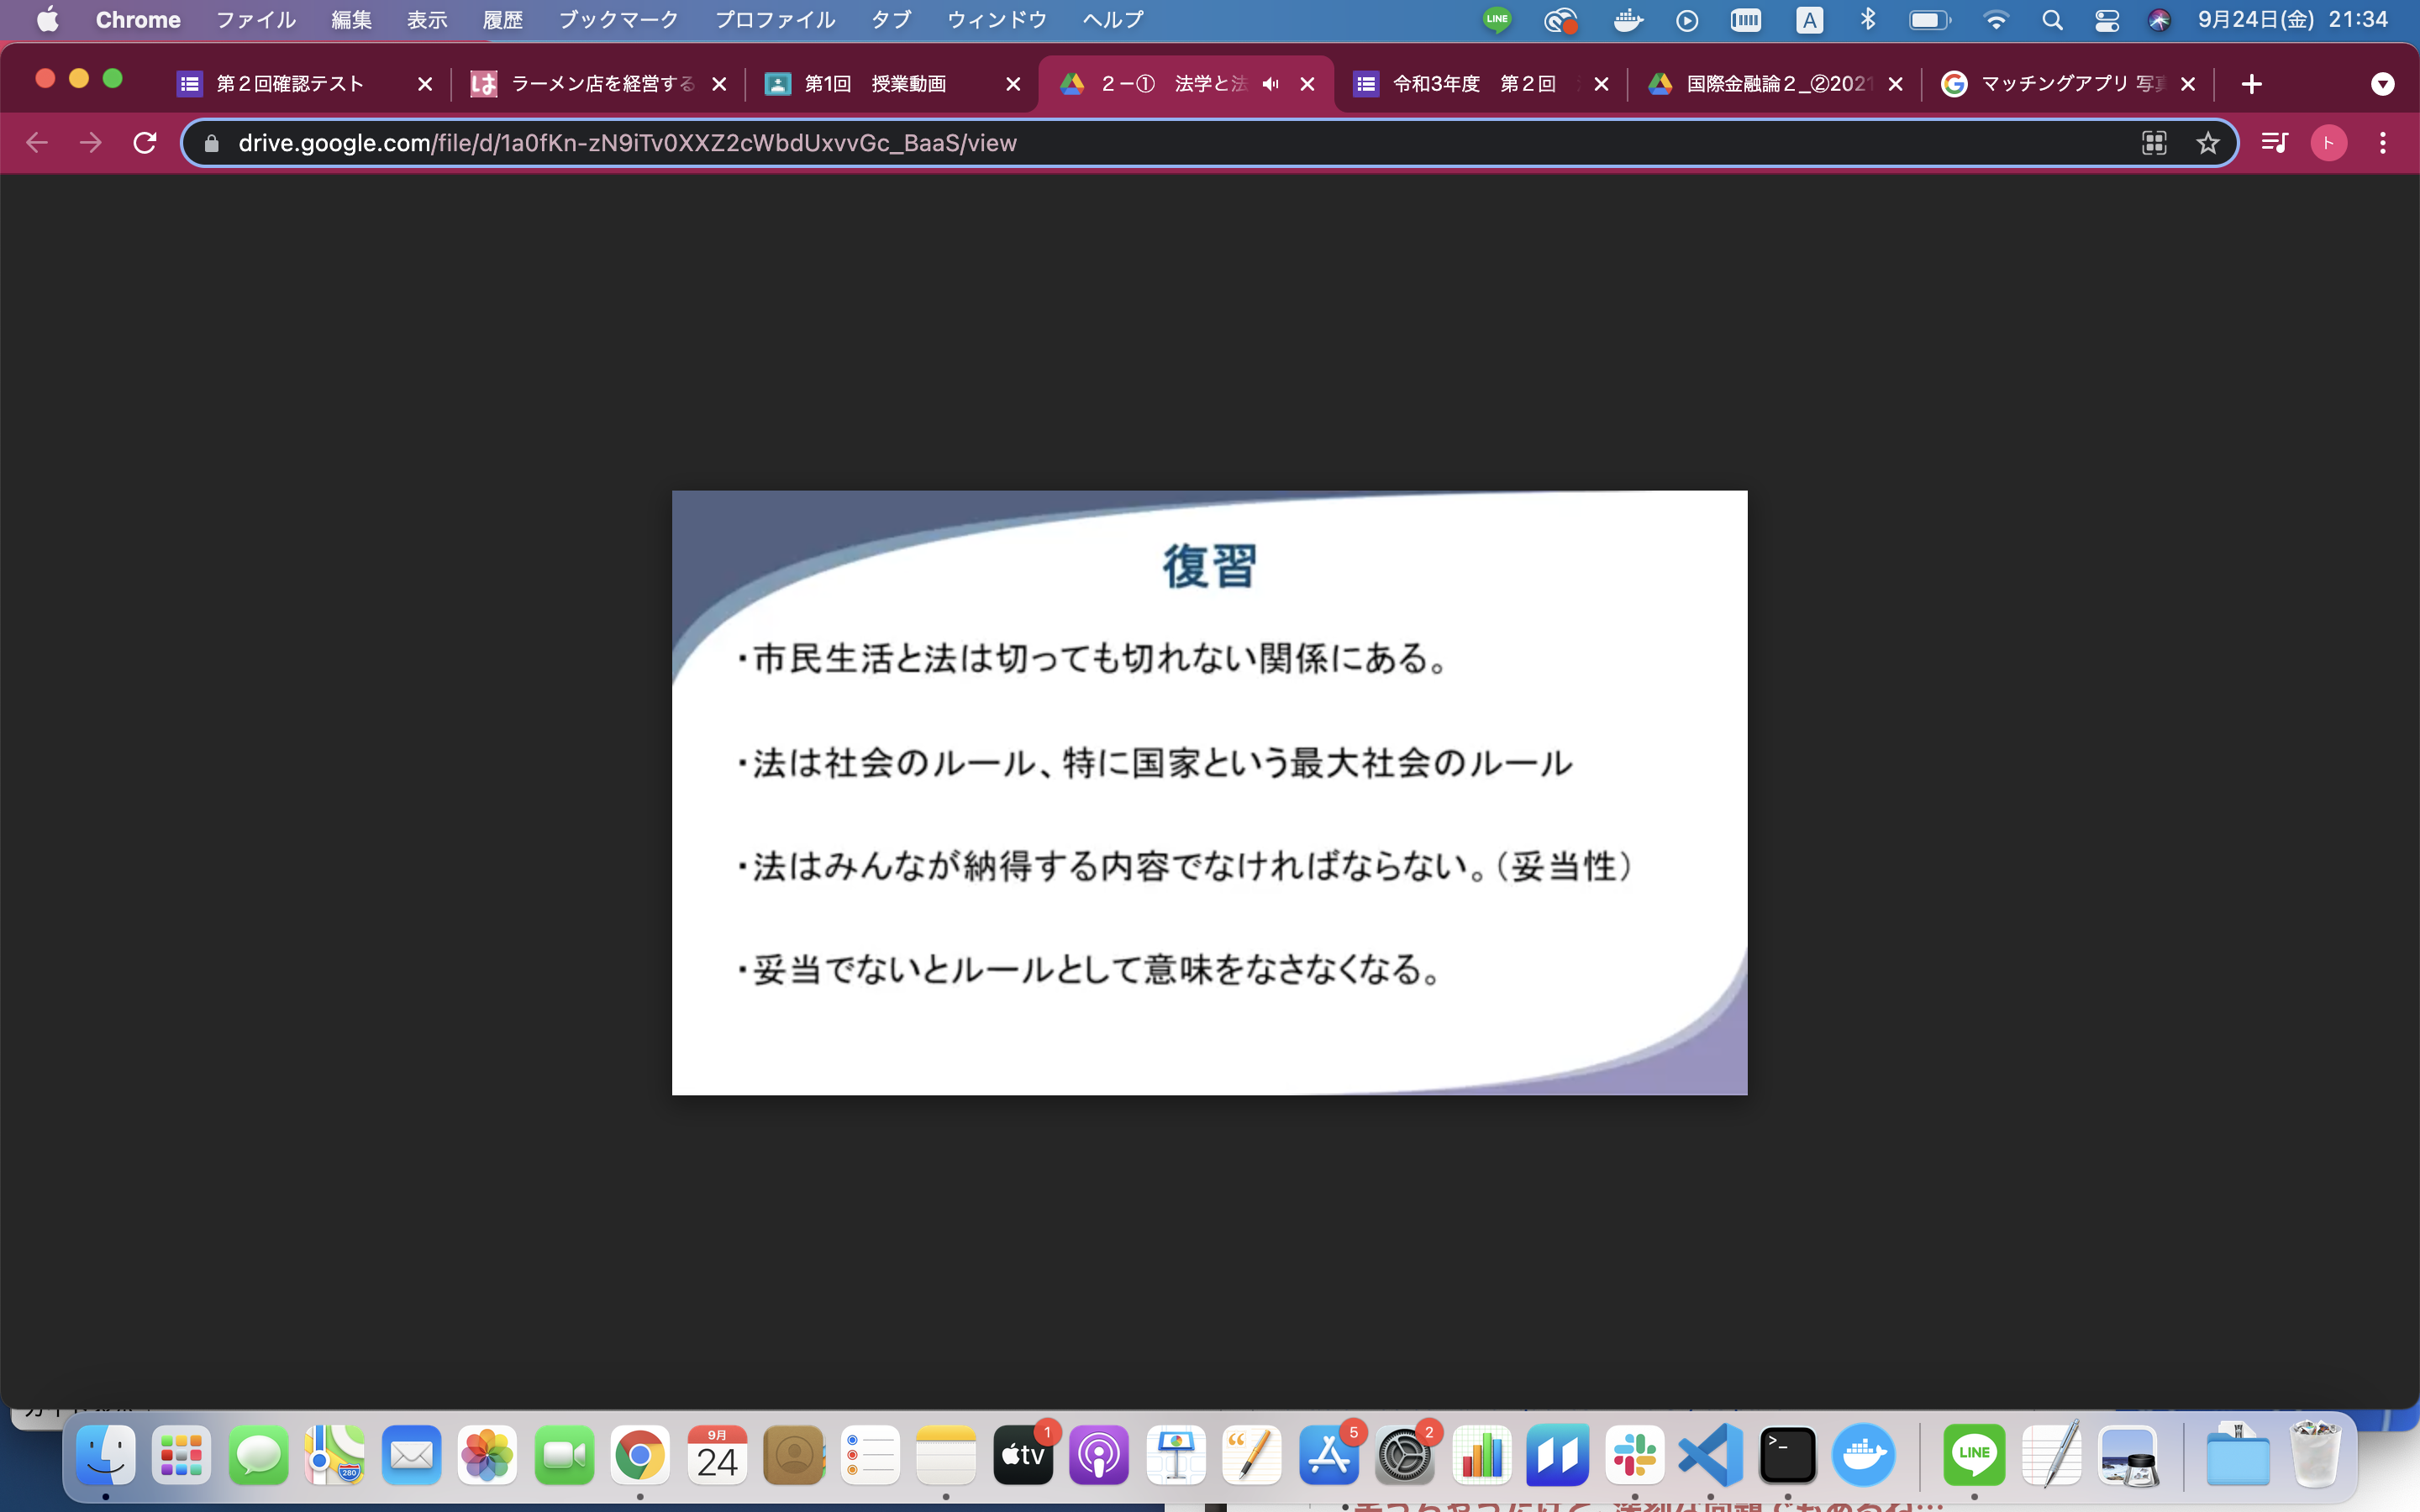 Chrome ファイル 編集 表示 履歴 ブックマーク プロファイル タブ ウィンドウ ヘルプ LINE A 9月24日(金) 21:34
第2回確認テスト ラーメン店を経営する 第1回 授業動画 2-① 法学と法 令和3年度 第2回 国際金融論2_②2021 マッチングアプリ 写真
drive.google.com/file/d/1a0fKn-zN9iTv0XXZ2cWbdUxvvGc_BaaS/view ト
復習
・市民生活と法は切っても切れない関係にある。
・法は社会のルール、特に国家という最大社会のルール
・法はみんなが納得する内容でなければならない。（妥当性）
・妥当でないとルールとして意味をなさなくなる。
280 9月 24 tv 1 5 2 LINE